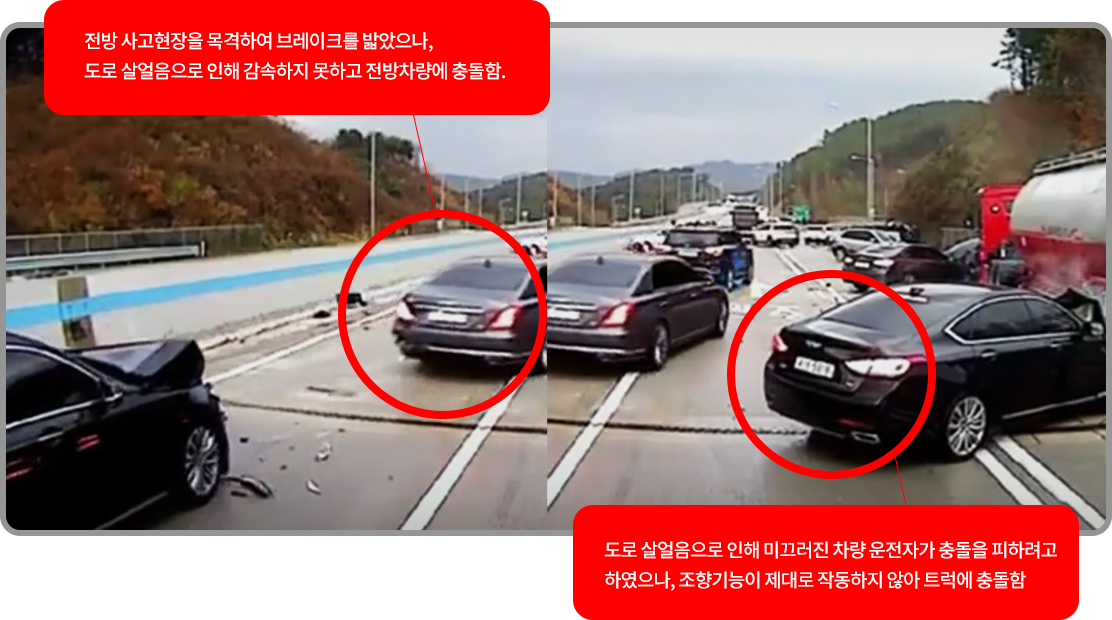 전방 사고현장을 목격하여 브레이크를 밟았으나,
도로 살얼음으로 인해 감속하지 못하고 전방차량에 충돌함.
도로 살얼음으로 인해 미끄러진 차량 운전자가 충돌을 피하려고
하였으나, 조향기능이 제대로 작동하지 않아 트럭에 충돌함